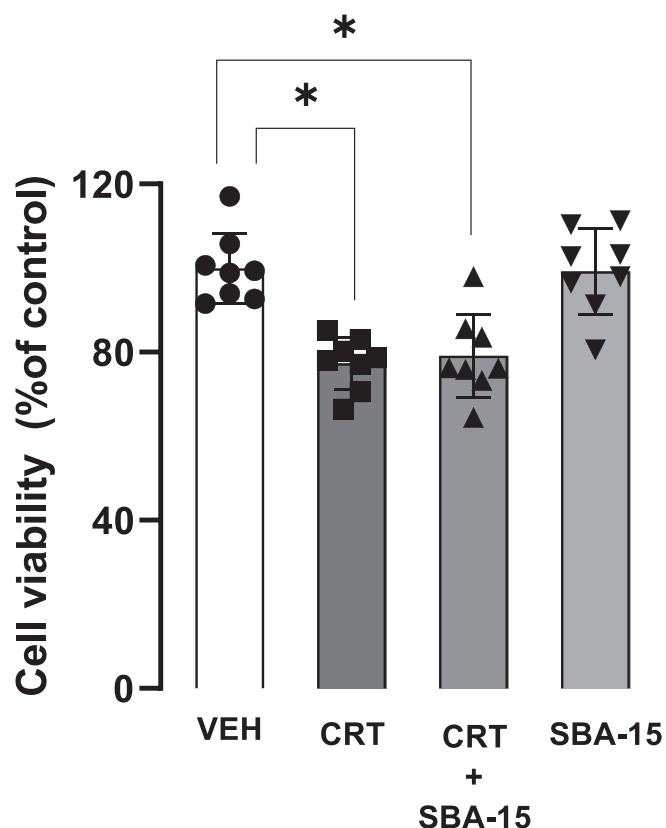 *
*
Cell viability (%of control)
120
80
40
0
VEH
CRT
CRT
+
SBA-15
SBA-15